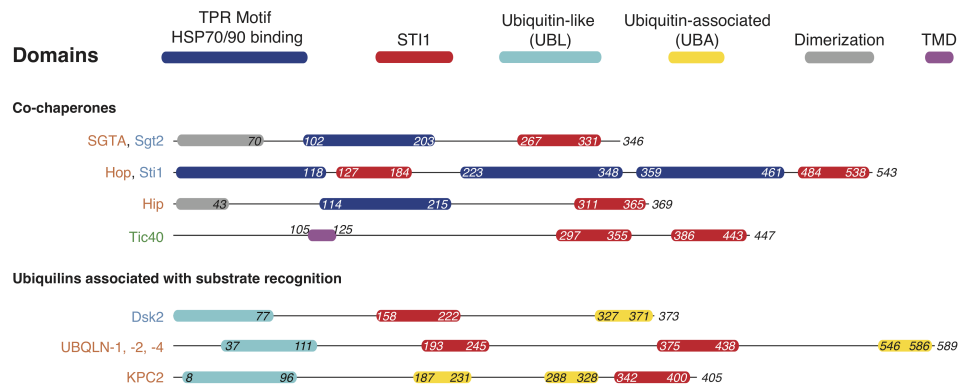 TPR Motif
HSP70/90 binding
STI1
Ubiquitin-like
(UBL)
Ubiquitin-associated
(UBA)
Dimerization
TMD
Domains
Co-chaperones
SGTA, Sgt2 70 102 203 267 331 346
Hop, Sti1 118 127 184 223 348 359 461 484 538 543
Hip 43 114 215 311 365 369
Tic40 105 125 297 355 386 443 447
Ubiquilins associated with substrate recognition
Dsk2 77 158 222 327 371 373
UBQLN-1, -2, -4 37 111 193 245 375 438 546 586 589
KPC2 8 96 187 231 288 328 342 400 405